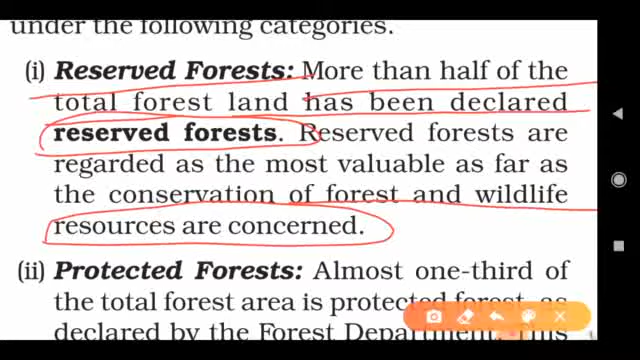 under the following categories.
(i) Reserved Forests: More than half of the
total forest land has been declared
reserved forests. Reserved forests are
regarded as the most valuable as far as
the conservation of forest and wildlife
resources are concerned.
(ii) Protected Forests: Almost one-third of
the total forest area is protected forest, as
declared by the Forest Department. This